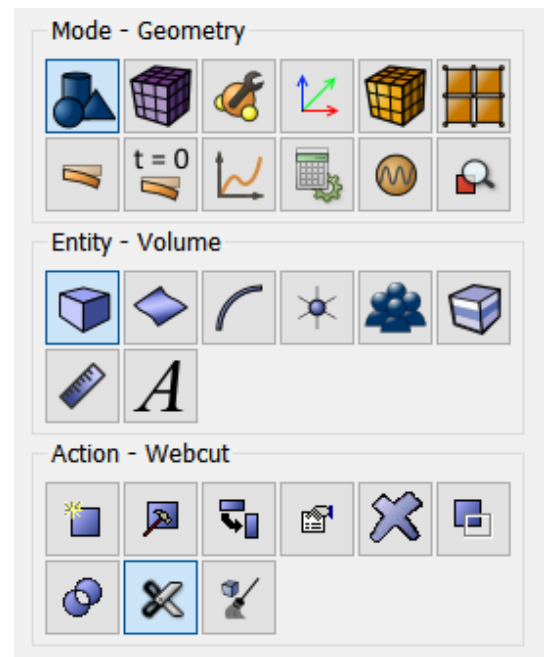 Mode - Geometry
t = 0
Entity - Volume
A
Action - Webcut